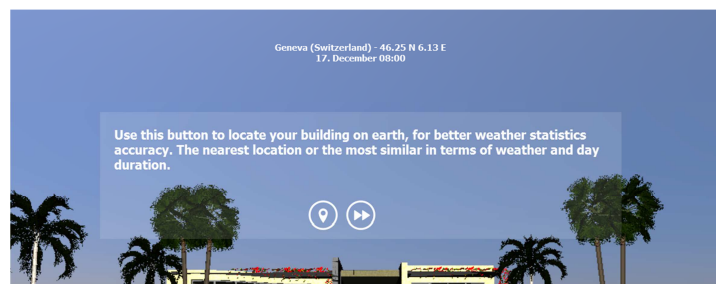 Geneva (Switzerland) - 46.25 N 6.13 E
17. December 08:00
Use this button to locate your building on earth, for better weather statistics
accuracy. The nearest location or the most similar in terms of weather and day
duration.